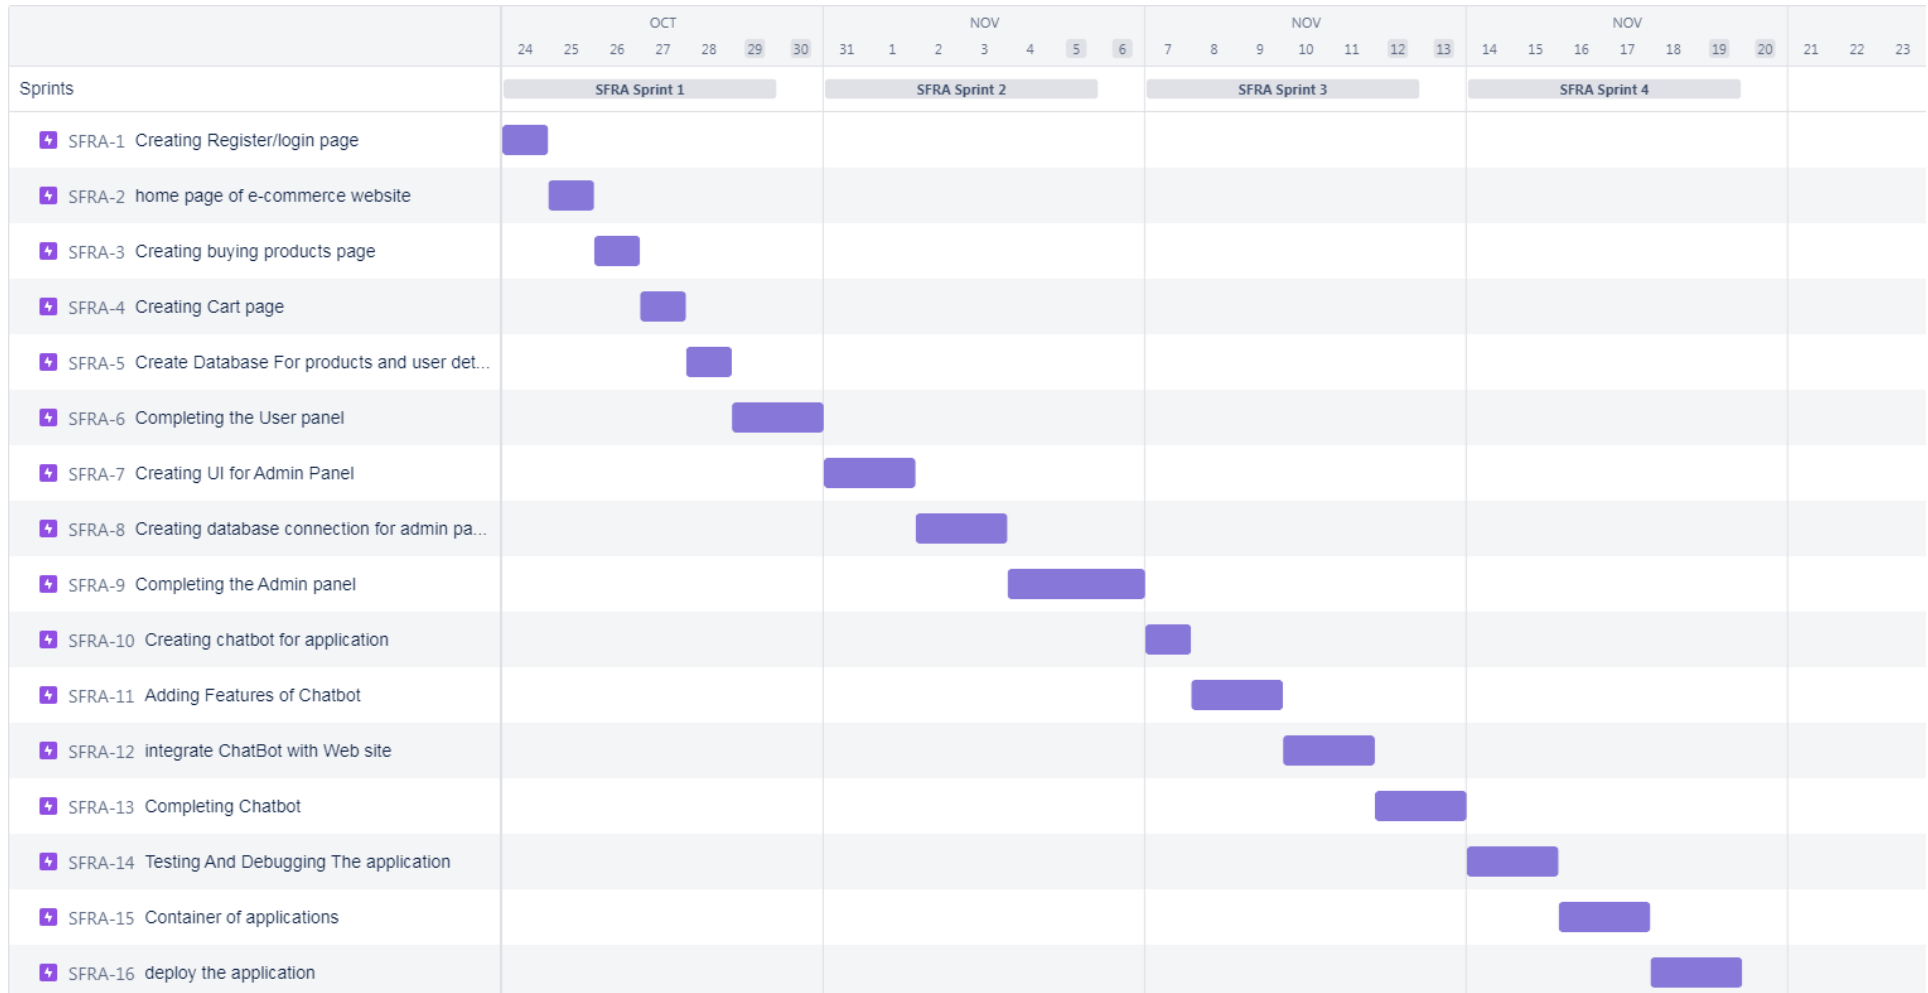 OCT NOV NOV NOV
24 25 26 27 28 29 30 31 1 2 3 4 5 6 7 8 9 10 11 12 13 14 15 16 17 18 19 20 21 22 23
Sprints SFRA Sprint 1 SFRA Sprint 2 SFRA Sprint 3 SFRA Sprint 4
SFRA-1 Creating Register/login page
SFRA-2 home page of e-commerce website
SFRA-3 Creating buying products page
SFRA-4 Creating Cart page
SFRA-5 Create Database For products and user det...
SFRA-6 Completing the User panel
SFRA-7 Creating UI for Admin Panel
SFRA-8 Creating database connection for admin pa...
SFRA-9 Completing the Admin panel
SFRA-10 Creating chatbot for application
SFRA-11 Adding Features of Chatbot
SFRA-12 integrate ChatBot with Web site
SFRA-13 Completing Chatbot
SFRA-14 Testing And Debugging The application
SFRA-15 Container of applications
SFRA-16 deploy the application